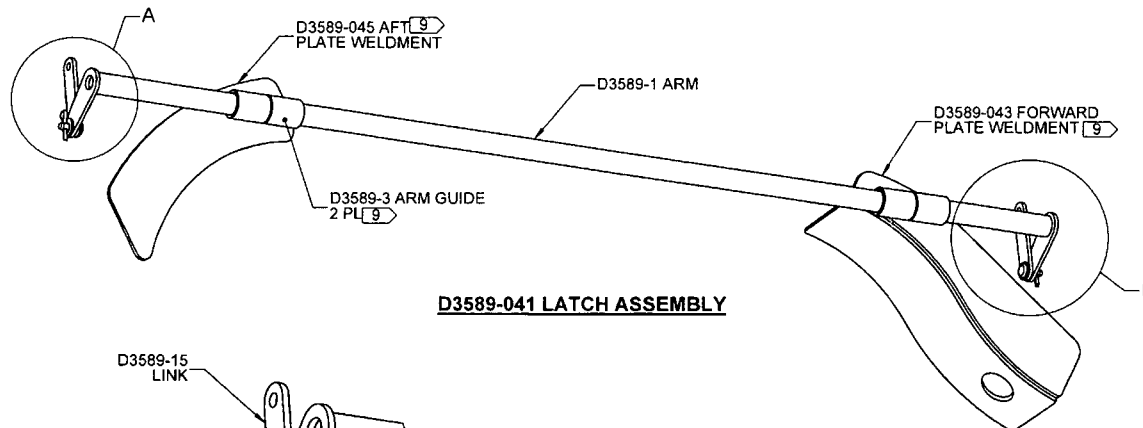 A
D3589-045 AFT 9
PLATE WELDMENT
D3589-1 ARM
D3589-043 FORWARD
PLATE WELDMENT 9
D3589-3 ARM GUIDE
2 PL 9
D3589-041 LATCH ASSEMBLY
D3589-15
LINK